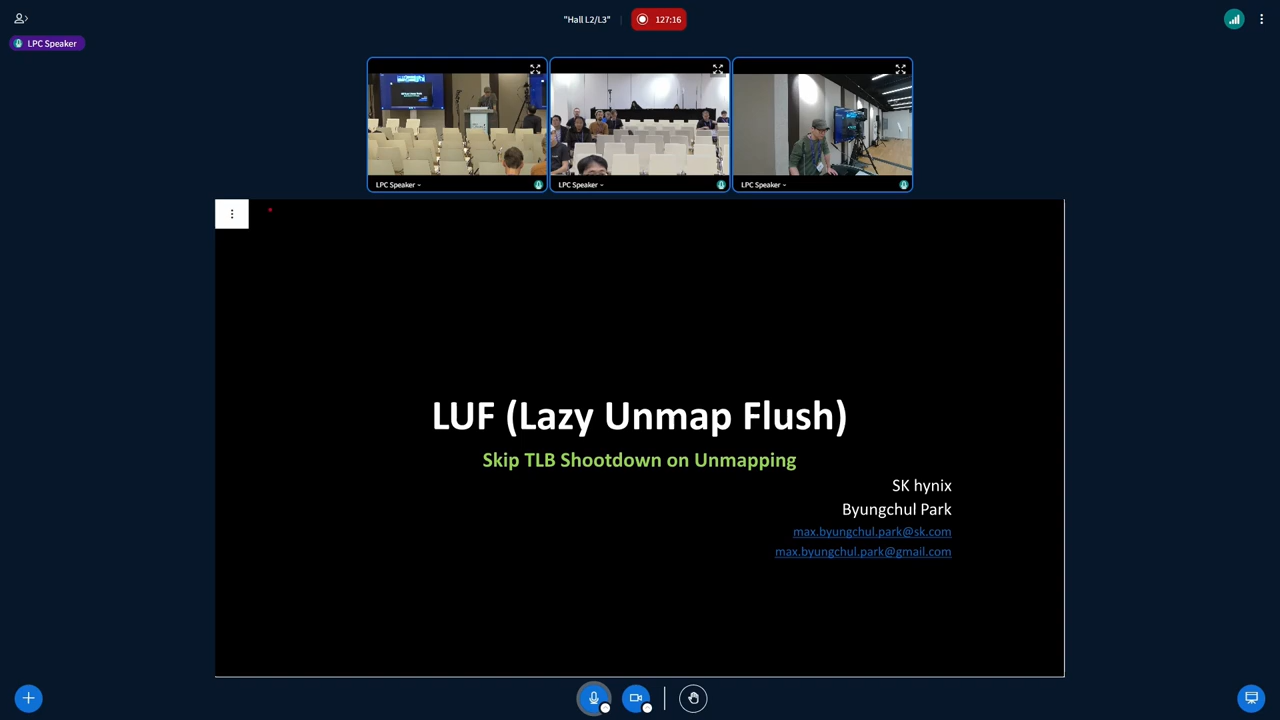 "Hall L2/L3"
127:16
LPC Speaker
LPC Speaker
LPC Speaker
LPC Speaker
LUF (Lazy Unmap Flush)
Skip TLB Shootdown on Unmapping
SK hynix
Byungchul Park
max.byungchul.park@sk.com
max.byungchul.park@gmail.com